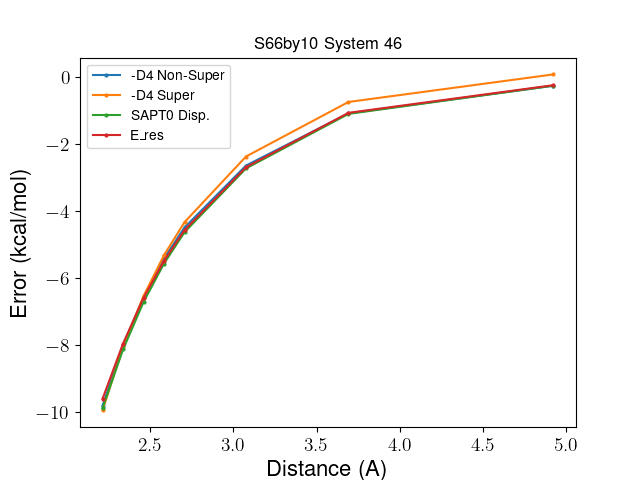 S66by10 System 46
-D4 Non-Super
-D4 Super
SAPT0 Disp.
E_res
Error (kcal/mol)
0
−2
−4
−6
−8
−10
2.5 3.0 3.5 4.0 4.5 5.0
Distance (A)